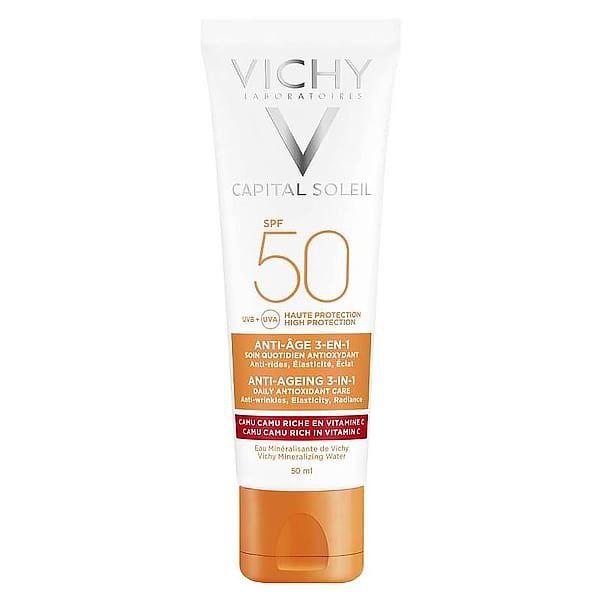 VICHY
LABORATOIRES
V
CAPITAL SOLEIL
SPF
50
UVB + UVA HAUTE PROTECTION
HIGH PROTECTION
ANTI-ÂGE 3-EN-1
SOIN QUOTIDIEN ANTIOXYDANT
Anti-rides, Élasticité, Éclat
ANTI-AGEING 3-IN-1
DAILY ANTIOXIDANT CARE
Anti-wrinkles, Elasticity, Radiance
CAMU CAMU RICHE EN VITAMINE C
CAMU CAMU RICH IN VITAMIN C
Eau Minéralisante de Vichy
Vichy Mineralizing Water
50 ml